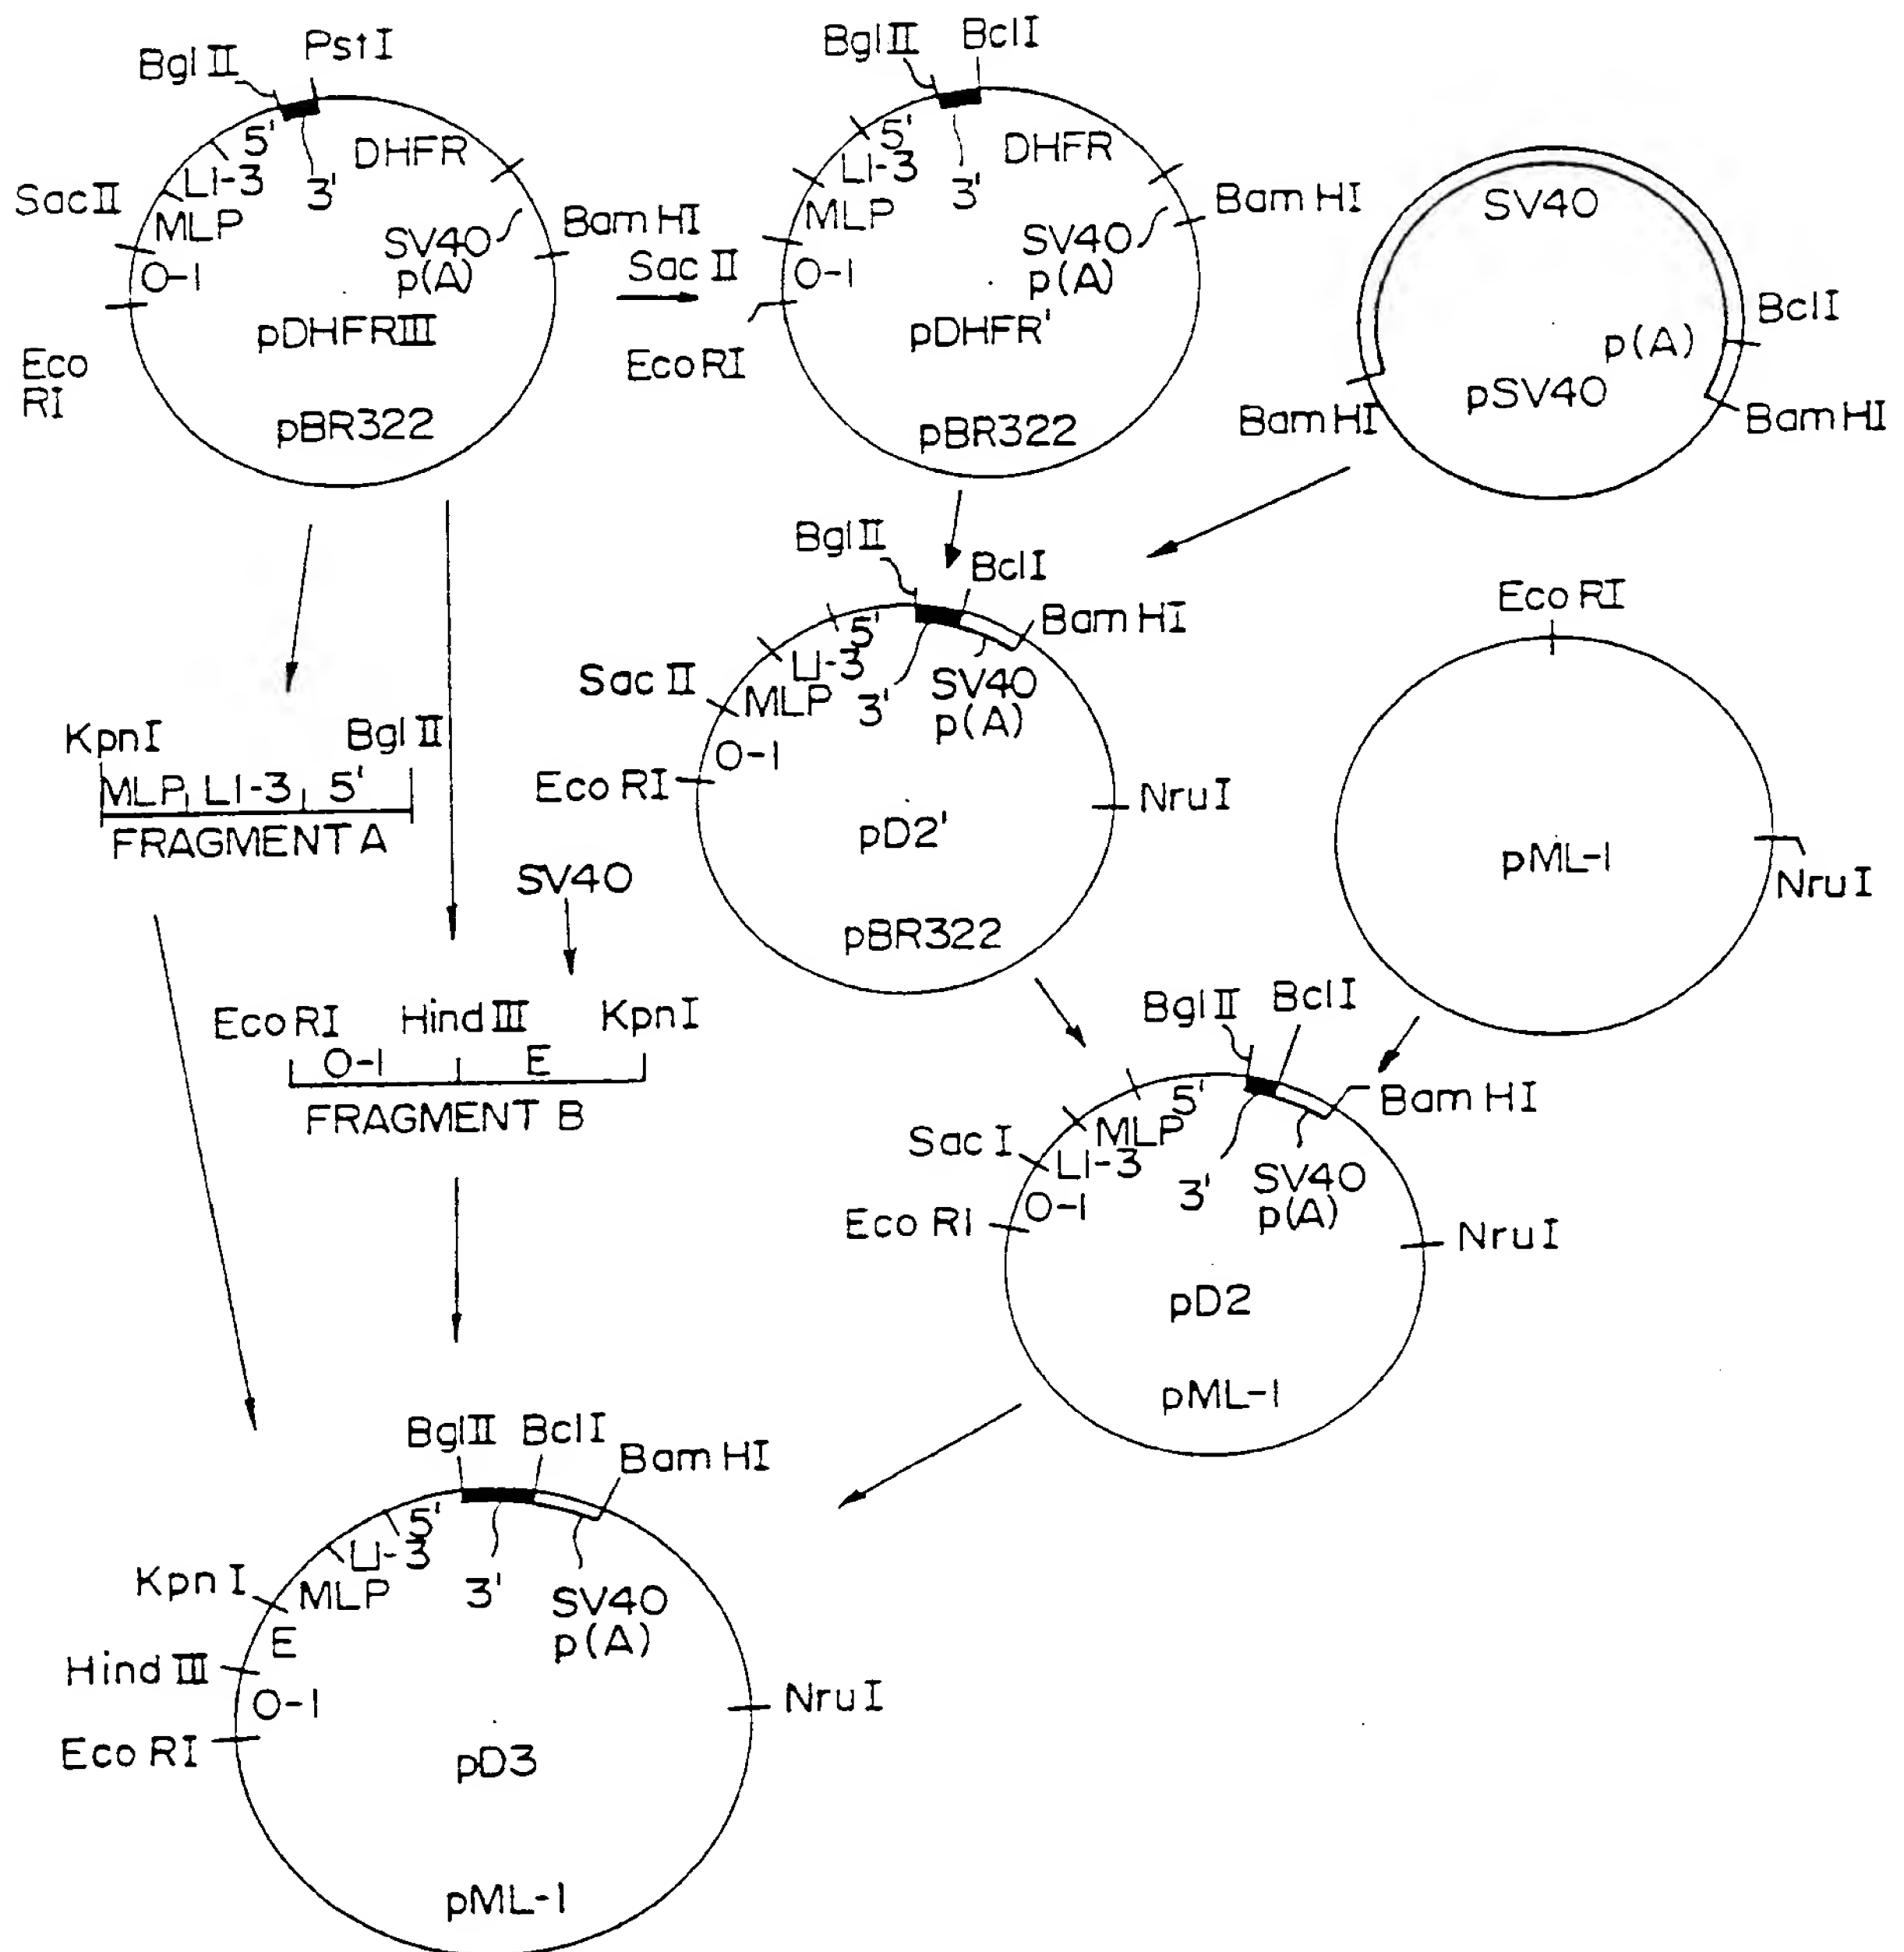 Bgl II
Pst I
5'
L1-3
3'
DHFR
Sac II
MLP
O-1
SV40
p(A)
Bam HI
pDHFRIII
Eco
RI
pBR322
Sac II
Bgl II
Bcl I
5'
L1-3
3'
DHFR
MLP
O-1
SV40
p(A)
Bam HI
pDHFR'
Eco RI
pBR322
SV40
Bcl I
p(A)
pSV40
Bam HI
Bam HI
Bgl II
Bcl I
Bam HI
5'
L1-3
Sac II
MLP
3'
SV40
p(A)
O-1
Eco RI
Nru I
pD2'
pBR322
Eco RI
pML-1
Nru I
Kpn I
Bgl II
MLP L1-3 5'
FRAGMENT A
SV40
Eco RI Hind III Kpn I
O-1 E
FRAGMENT B
Bgl II
Bcl I
Bam HI
5'
MLP
Sac I
L1-3
3'
SV40
p(A)
O-1
Eco RI
Nru I
pD2
pML-1
Bgl II
Bcl I
Bam HI
5'
L1-3
Kpn I
MLP
3'
SV40
p(A)
E
Hind III
O-1
Nru I
Eco RI
pD3
pML-1